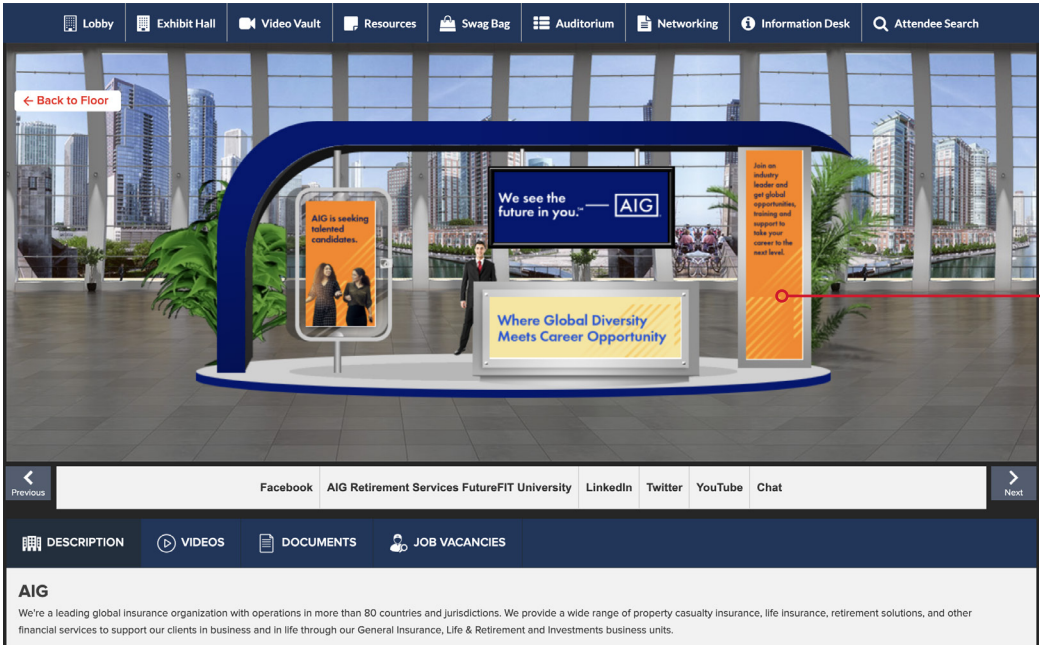 Lobby
Exhibit Hall
Video Vault
Resources
Swag Bag
Auditorium
Networking
Information Desk
Attendee Search
← Back to Floor
AIG is seeking
talented
candidates.
We see the
future in you.™
AIG
Join an
industry
leader and
get global
opportunities,
training and
support to
take your
career to the
next level.
Where Global Diversity
Meets Career Opportunity
Previous
Facebook
AIG Retirement Services FutureFIT University
LinkedIn
Twitter
YouTube
Chat
Next
DESCRIPTION
VIDEOS
DOCUMENTS
JOB VACANCIES
AIG
We're a leading global insurance organization with operations in more than 80 countries and jurisdictions. We provide a wide range of property casualty insurance, life insurance, retirement solutions, and other
financial services to support our clients in business and in life through our General Insurance, Life & Retirement and Investments business units.